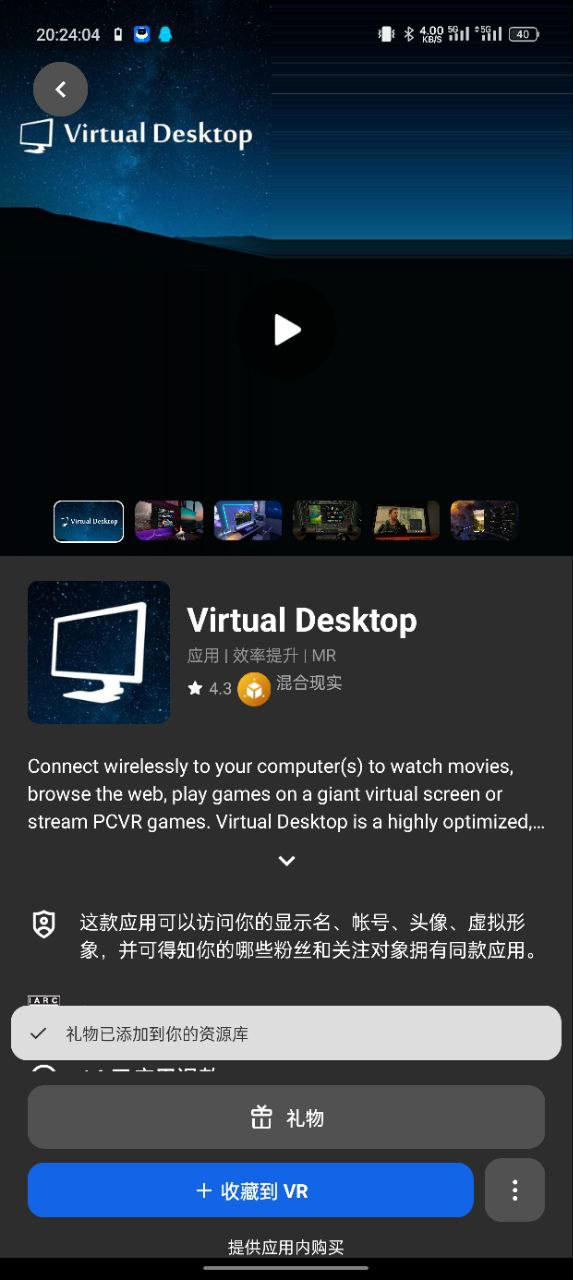 20:24:04
4.00 KB/S 5G 5G 40
Virtual Desktop
Virtual Desktop
Virtual Desktop
应用 | 效率提升 | MR
4.3 混合现实
Connect wirelessly to your computer(s) to watch movies,
browse the web, play games on a giant virtual screen or
stream PCVR games. Virtual Desktop is a highly optimized,...
这款应用可以访问你的显示名、帐号、头像、虚拟形
象，并可得知你的哪些粉丝和关注对象拥有同款应用。
IARC
礼物已添加到你的资源库
礼物
+ 收藏到 VR
提供应用内购买